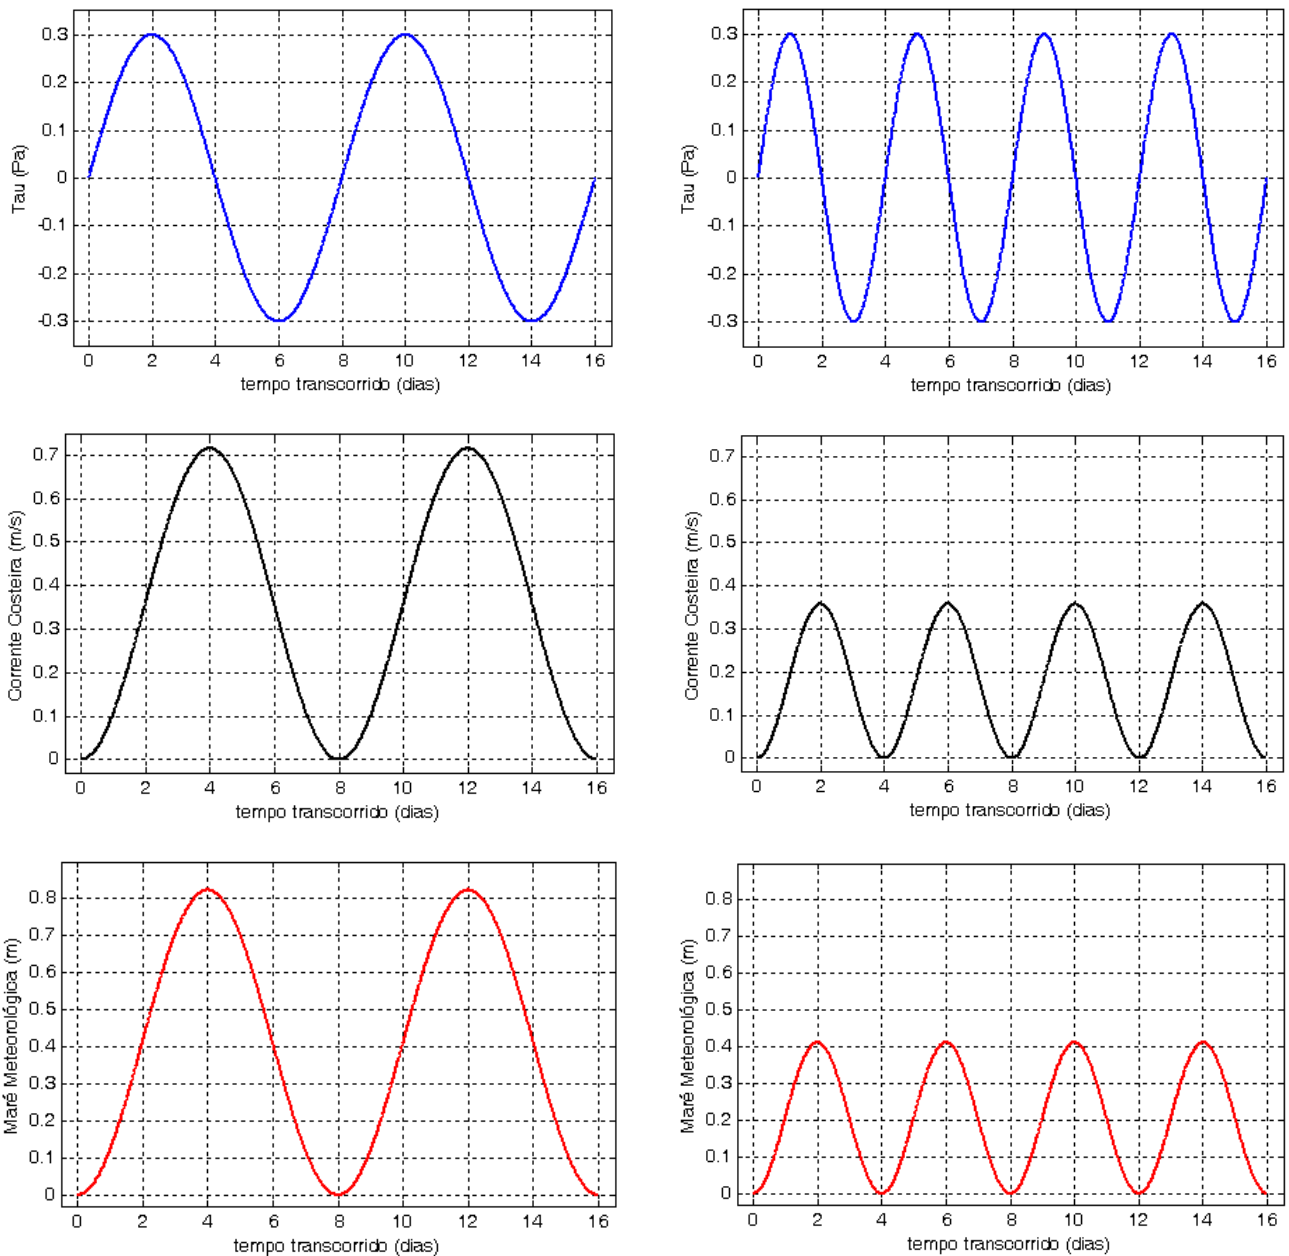 0.3
0.2
0.1
0
-0.1
-0.2
-0.3
Tau (Pa)
0 2 4 6 8 10 12 14 16
tempo transcorrido (dias)
0.3
0.2
0.1
0
-0.1
-0.2
-0.3
Tau (Pa)
0 2 4 6 8 10 12 14 16
tempo transcorrido (dias)
0.7
0.6
0.5
0.4
0.3
0.2
0.1
0
Corrente Costeira (m/s)
0 2 4 6 8 10 12 14 16
tempo transcorrido (dias)
0.7
0.6
0.5
0.4
0.3
0.2
0.1
0
Corrente Costeira (m/s)
0 2 4 6 8 10 12 14 16
tempo transcorrido (dias)
0.8
0.7
0.6
0.5
0.4
0.3
0.2
0.1
0
Maré Meteorológica (m)
0 2 4 6 8 10 12 14 16
tempo transcorrido (dias)
0.8
0.7
0.6
0.5
0.4
0.3
0.2
0.1
0
Maré Meteorológica (m)
0 2 4 6 8 10 12 14 16
tempo transcorrido (dias)